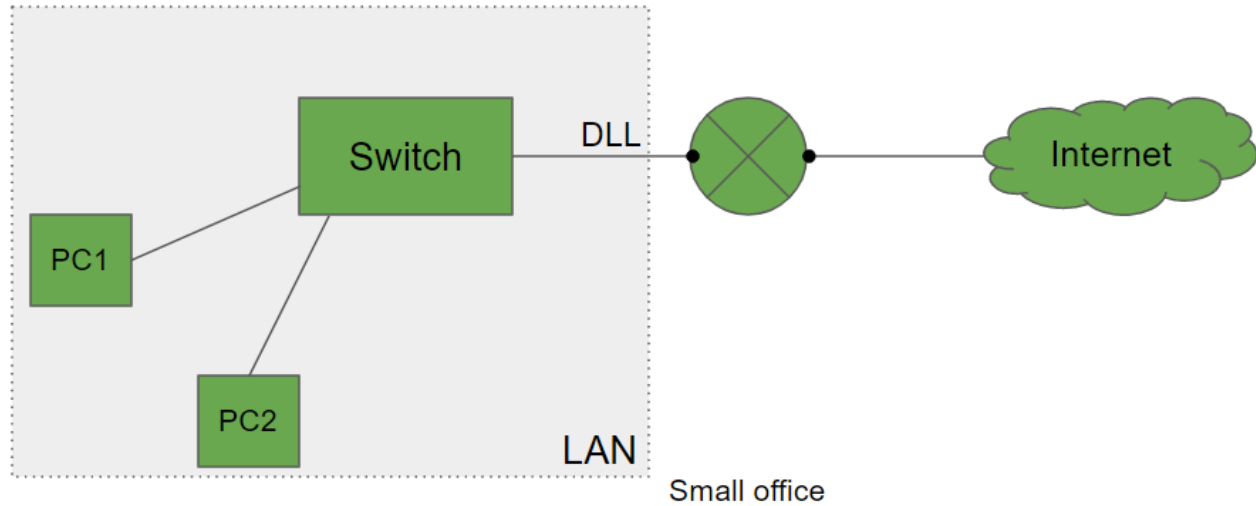 DLL
Switch
Internet
PC1
PC2
LAN
Small office